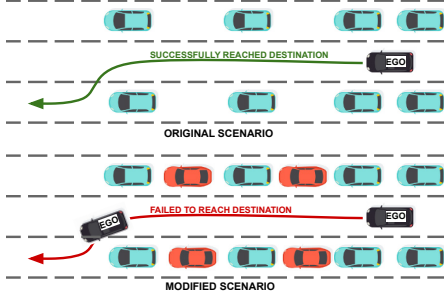 SUCCESSFULLY REACHED DESTINATION
EGO
ORIGINAL SCENARIO
FAILED TO REACH DESTINATION
EGO
EGO
MODIFIED SCENARIO